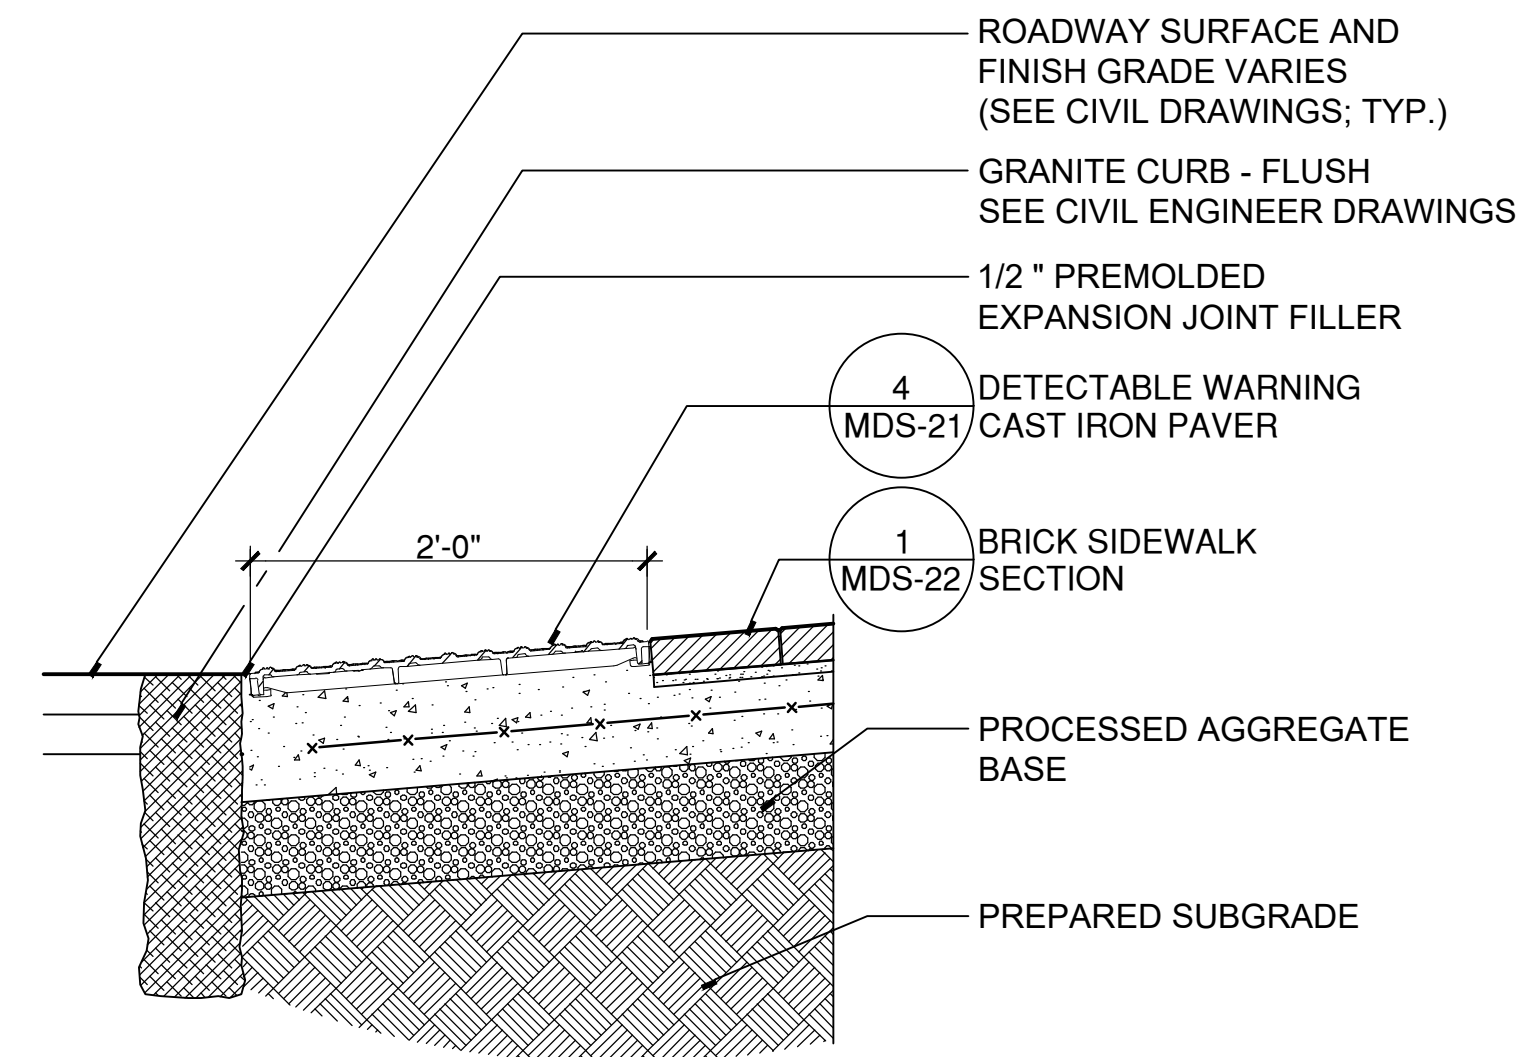 ROADWAY SURFACE AND
FINISH GRADE VARIES
(SEE CIVIL DRAWINGS; TYP.)
GRANITE CURB - FLUSH
SEE CIVIL ENGINEER DRAWINGS
1/2 " PREMOLDED
EXPANSION JOINT FILLER
4
MDS-21
DETECTABLE WARNING
CAST IRON PAVER
2'-0"
1
MDS-22
BRICK SIDEWALK
SECTION
PROCESSED AGGREGATE
BASE
PREPARED SUBGRADE